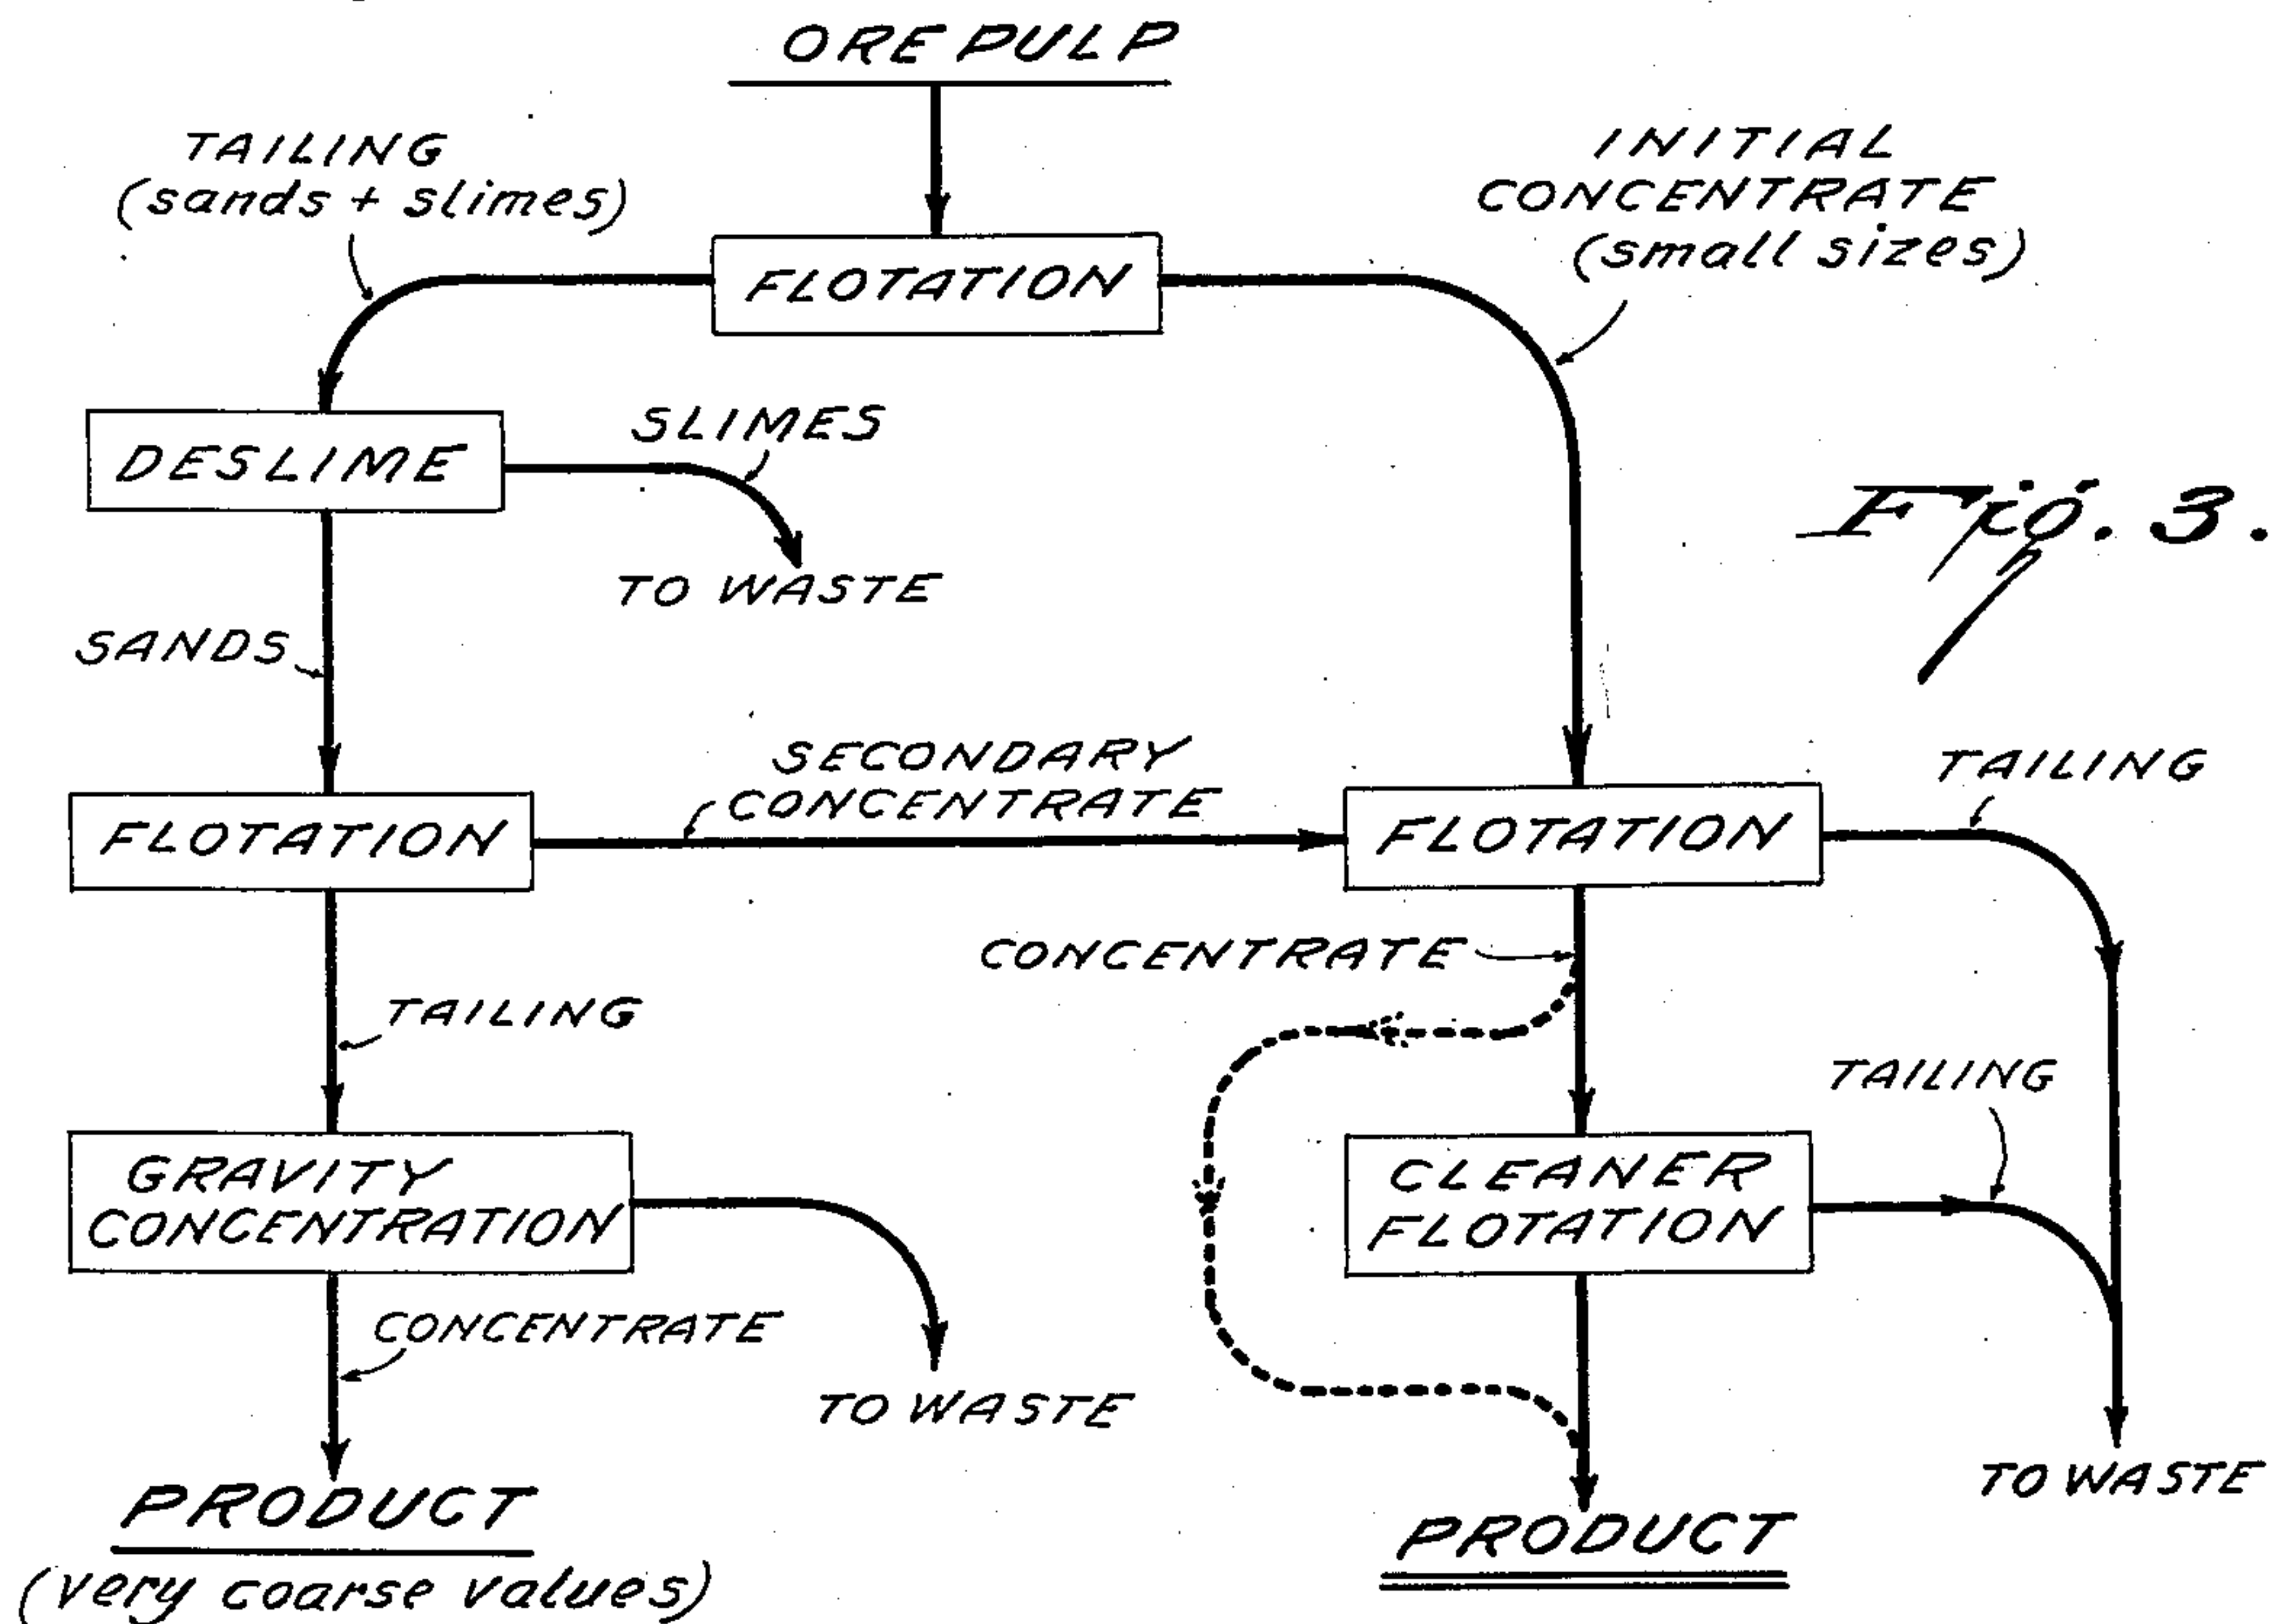 ORE PULP
TAILING
(sands + slimes)
INITIAL
CONCENTRATE
(small sizes)
FLOTATION
DESLIME
SLIMES
TO WASTE
Fig. 3.
SANDS
SECONDARY
CONCENTRATE
FLOTATION
FLOTATION
TAILING
CONCENTRATE
TAILING
TAILING
GRAVITY
CONCENTRATION
CLEANER
FLOTATION
CONCENTRATE
TO WASTE
TO WASTE
PRODUCT
(very coarse values)
PRODUCT